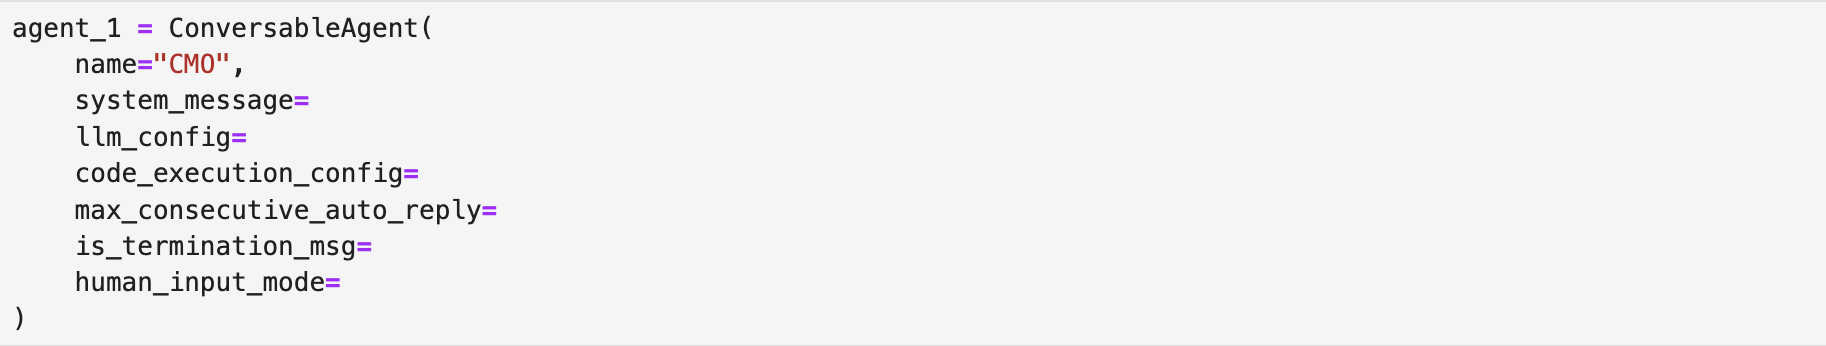 agent_1 = ConversableAgent(
    name="CMO",
    system_message=
    llm_config=
    code_execution_config=
    max_consecutive_auto_reply=
    is_termination_msg=
    human_input_mode=
)